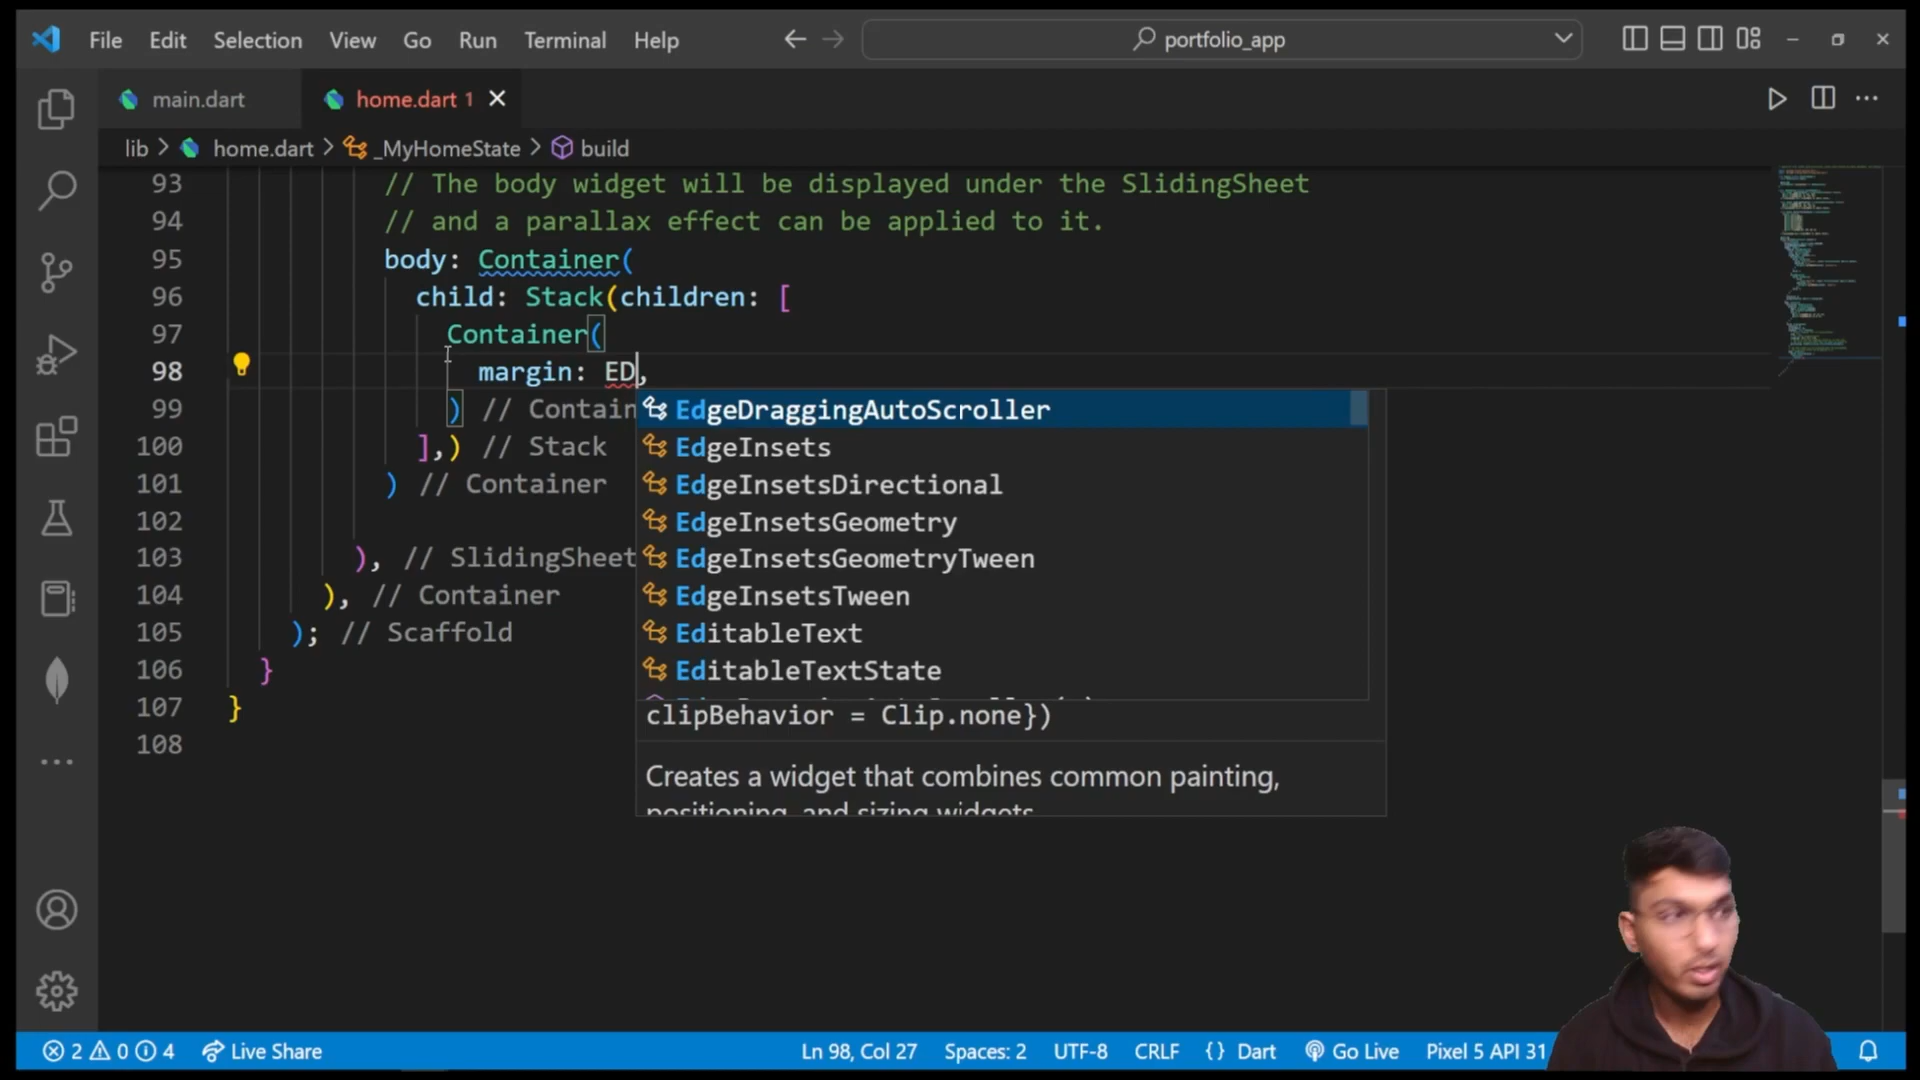 File Edit Selection View Go Run Terminal Help portfolio_app
main.dart home.dart 1
lib > home.dart > _MyHomeState > build
93 // The body widget will be displayed under the SlidingSheet
94 // and a parallax effect can be applied to it.
95 body: Container(
96 child: Stack(children: [
97 Container(
98 margin: ED,
99 ) // Contain
100 ],) // Stack
101 ) // Container
102
103 ), // SlidingSheet
104 ), // Container
105 ); // Scaffold
106 }
107 }
108
EdgeDraggingAutoScroller
EdgeInsets
EdgeInsetsDirectional
EdgeInsetsGeometry
EdgeInsetsGeometryTween
EdgeInsetsTween
EditableText
EditableTextState
clipBehavior = Clip.none})
Creates a widget that combines common painting,
positioning, and sizing widgets
2 0 4 Live Share Ln 98, Col 27 Spaces: 2 UTF-8 CRLF {} Dart Go Live Pixel 5 API 31